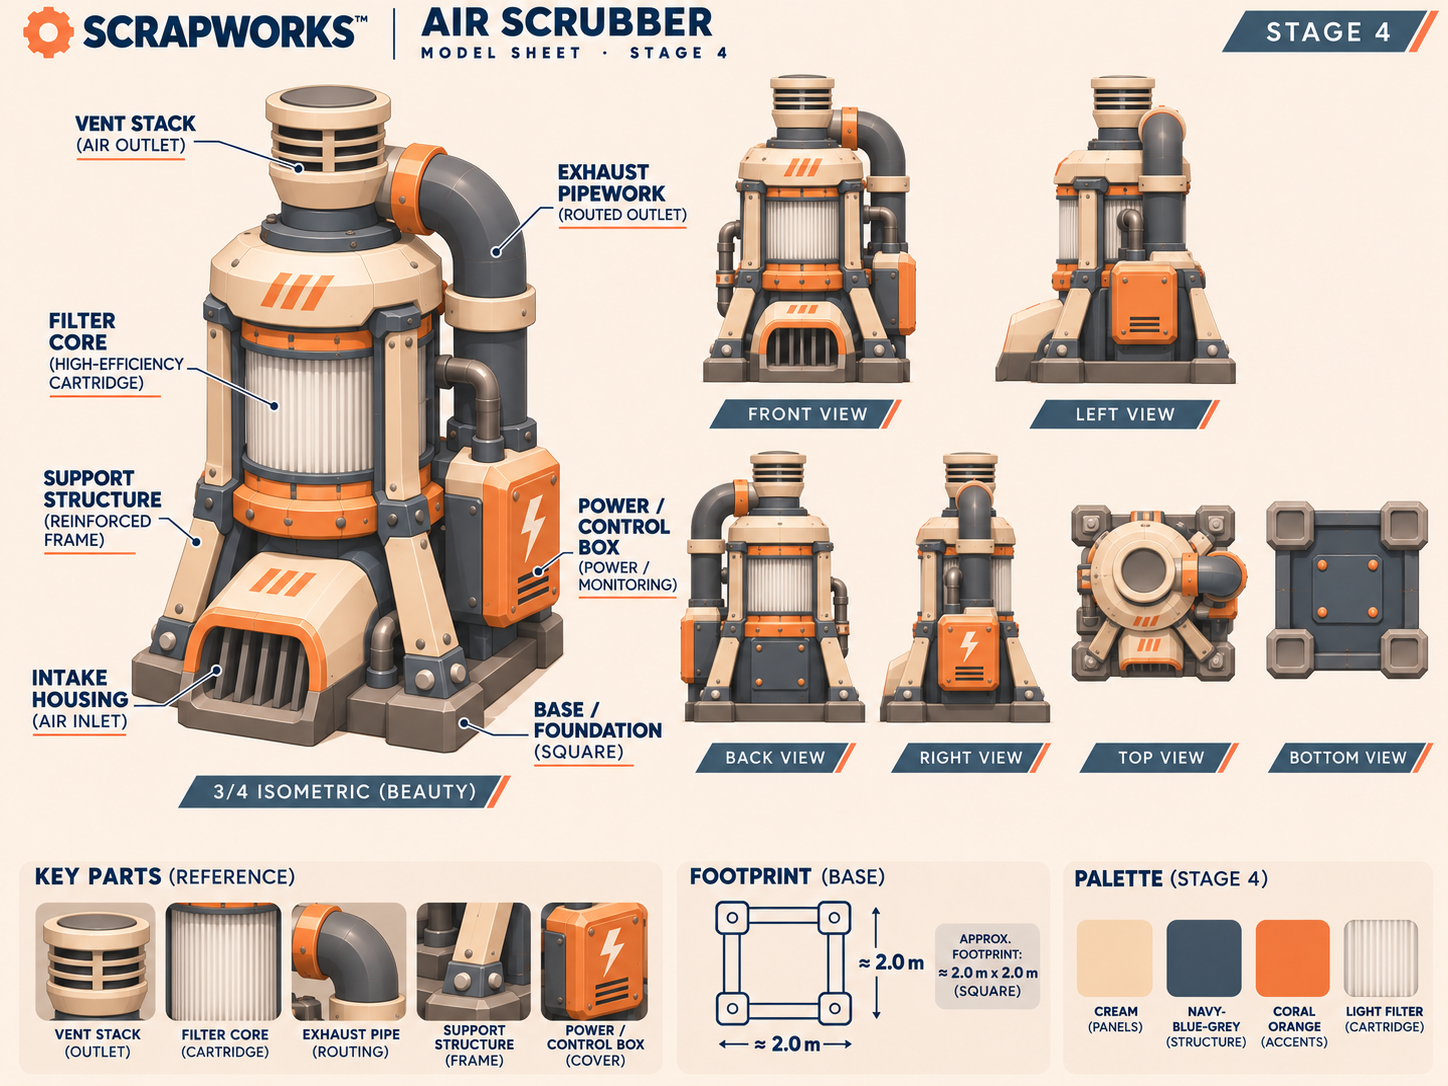 SCRAPWORKS™
AIR SCRUBBER
MODEL SHEET · STAGE 4
STAGE 4
VENT STACK
(AIR OUTLET)
EXHAUST
PIPEWORK
(ROUTED OUTLET)
FILTER
CORE
(HIGH-EFFICIENCY
CARTRIDGE)
SUPPORT
STRUCTURE
(REINFORCED
FRAME)
POWER /
CONTROL
BOX
(POWER /
MONITORING)
INTAKE
HOUSING
(AIR INLET)
BASE /
FOUNDATION
(SQUARE)
3/4 ISOMETRIC (BEAUTY)
FRONT VIEW
LEFT VIEW
BACK VIEW
RIGHT VIEW
TOP VIEW
BOTTOM VIEW
KEY PARTS (REFERENCE)
VENT STACK
(OUTLET)
FILTER CORE
(CARTRIDGE)
EXHAUST PIPE
(ROUTING)
SUPPORT
STRUCTURE
(FRAME)
POWER /
CONTROL BOX
(COVER)
FOOTPRINT (BASE)
≈ 2.0 m
≈ 2.0 m
APPROX.
FOOTPRINT:
≈ 2.0 m x 2.0 m
(SQUARE)
PALETTE (STAGE 4)
CREAM
(PANELS)
NAVY-
BLUE-GREY
(STRUCTURE)
CORAL
ORANGE
(ACCENTS)
LIGHT FILTER
(CARTRIDGE)